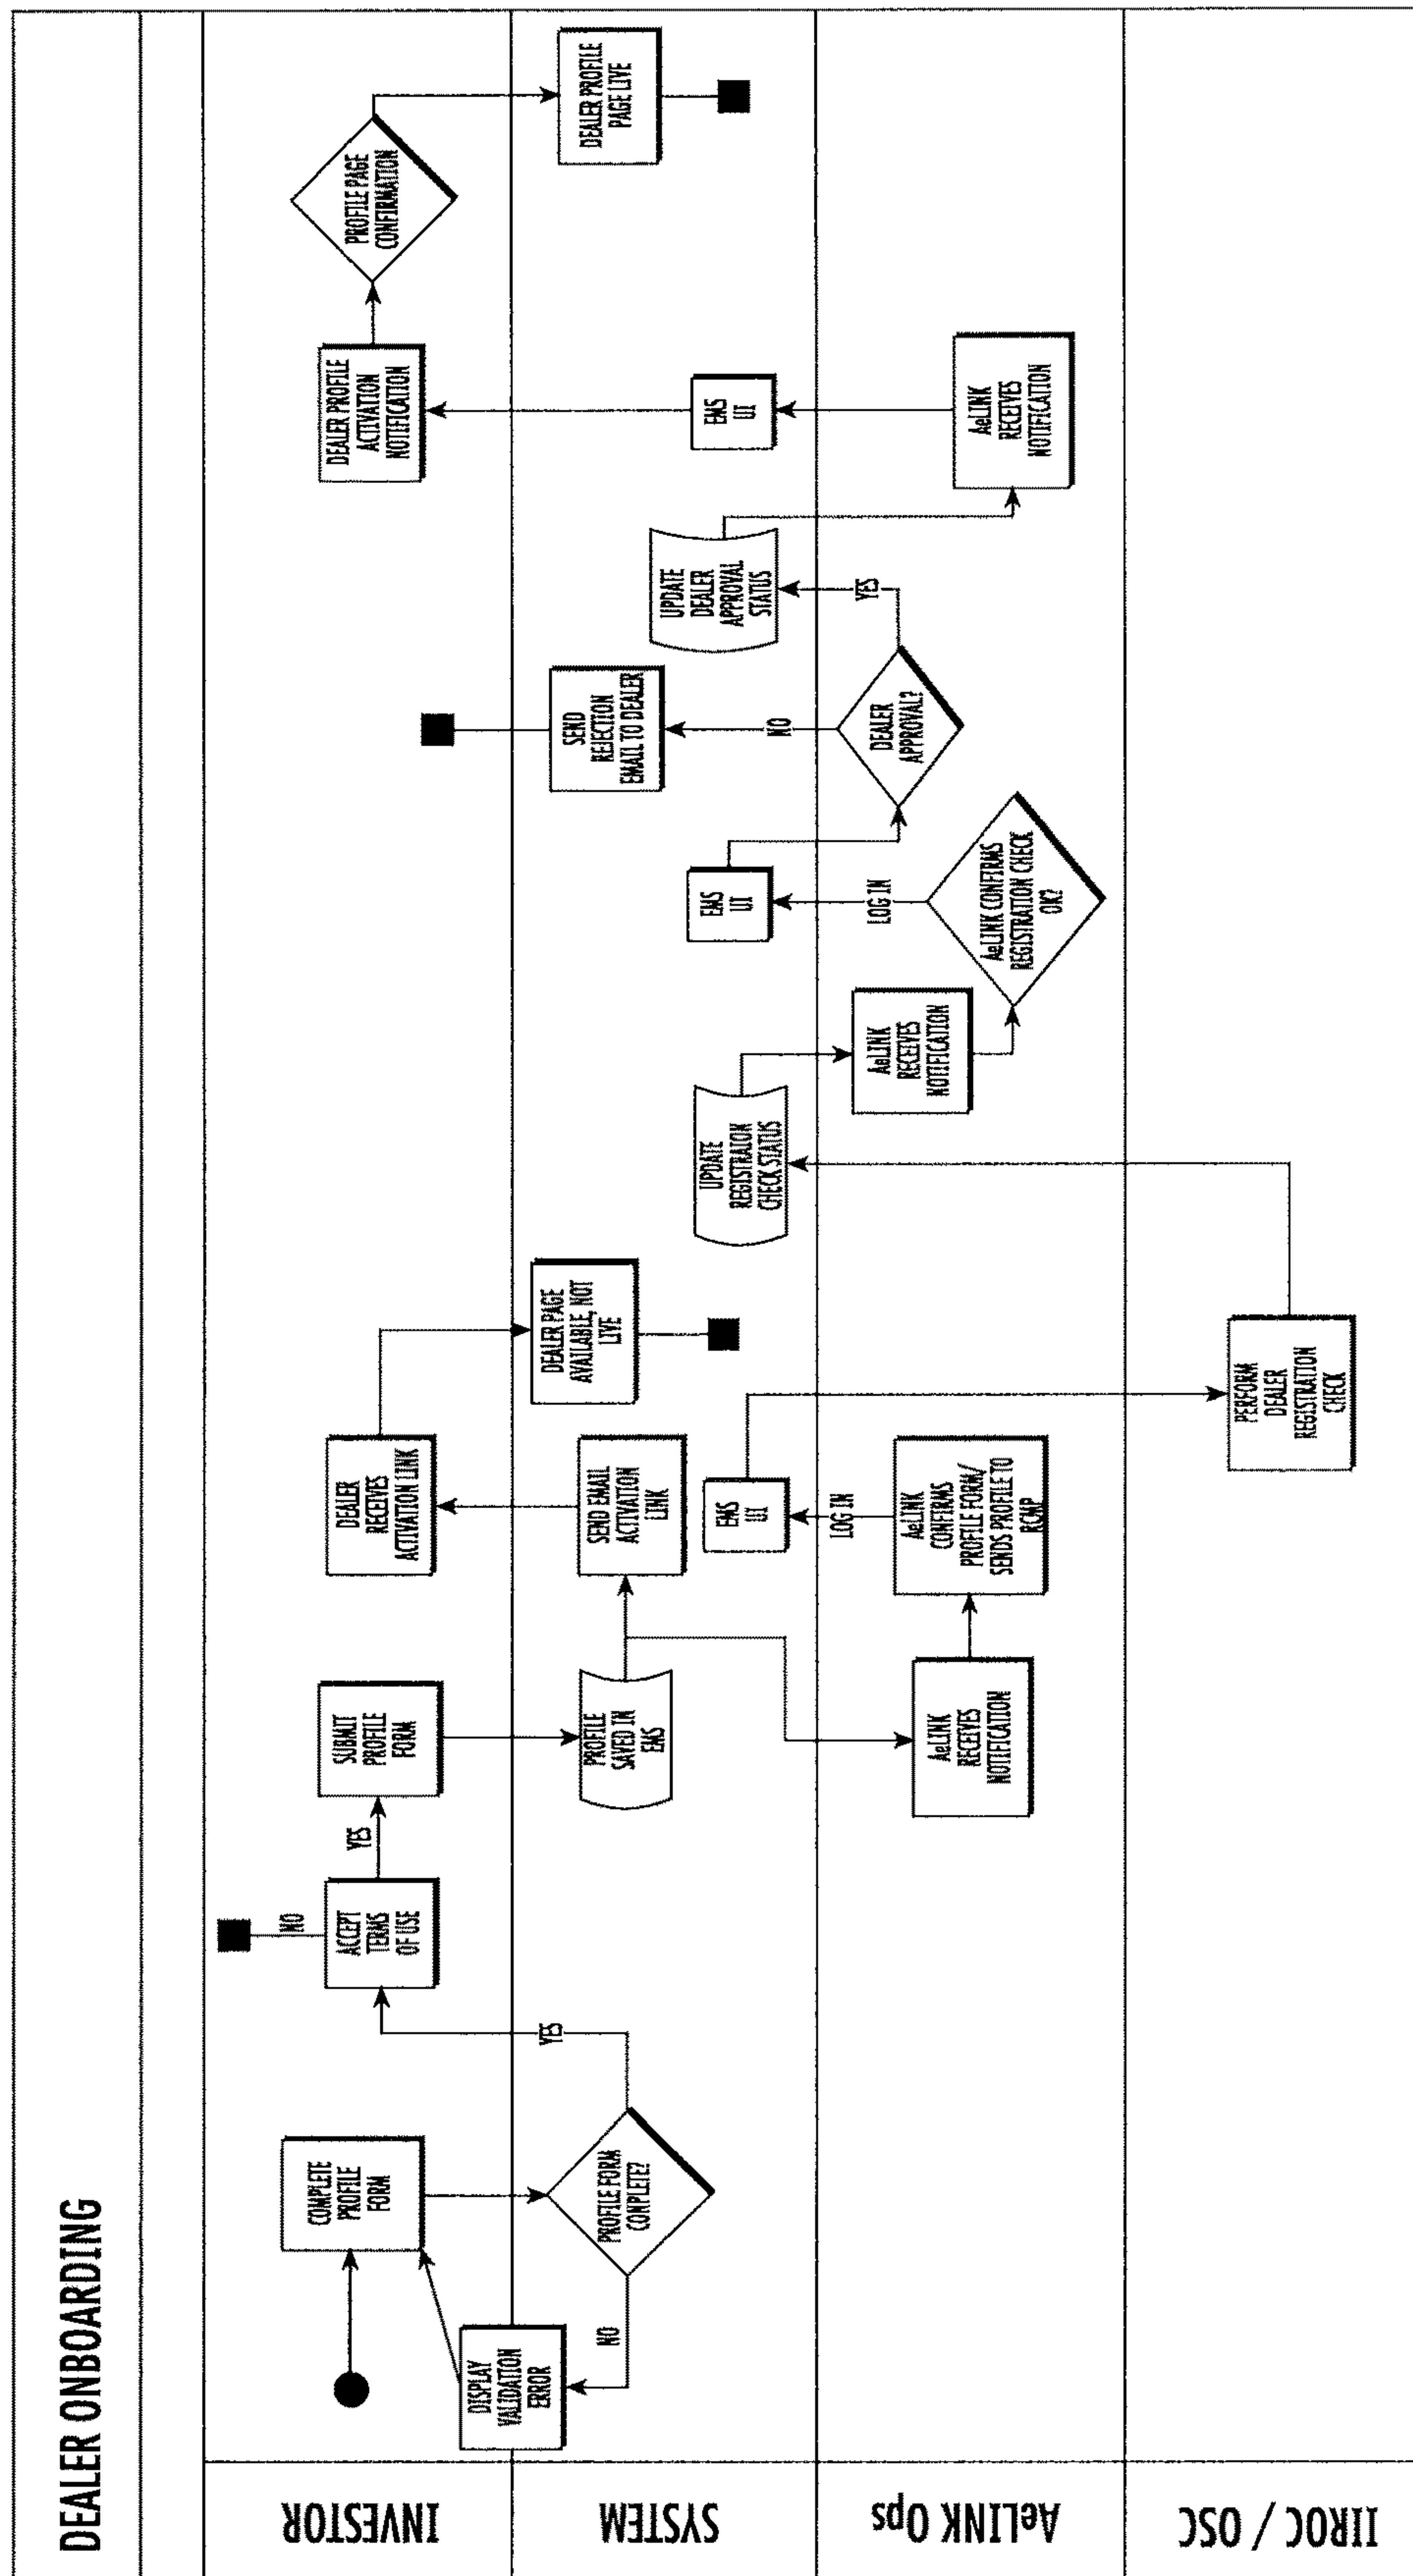 DEALER ONBOARDING
INVESTOR
COMPLETE
PROFILE
FORM
NO
ACCEPT
TERMS
OF USE
YES
SUBMIT
PROFILE
FORM
DEALER
RECEIVES
ACTIVATION LINK
DEALER PROFILE
ACTIVATION
NOTIFICATION
PROFILE PAGE
CONFIRMATION
SYSTEM
DISPLAY
VALIDATION
ERROR
NO
PROFILE FORM
CONPLETE?
YES
PROFILE
SAVED IN
EMS
SEND EMAIL
ACTIVATION
LINK
EMS
UI
DEALER PAGE
AVAILABLE, NOT
LIVE
UPDATE
REGISTRAION
CHECK STATUS
EMS
UI
SEND
REJECTION
EMAIL TO DEALER
UPDATE
DEALER
APPROVAL
STATUS
EMS
UI
DEALER PROFILE
PAGE LIVE
AeLINK Ops
AeLINK
RECEIVES
NOTIFICATION
LOG IN
AeLINK
CONFIRMS
PROFILE FORM/
SENDS PROFILE TO
RCMP
AeLINK
RECEIVES
NOTIFICATION
LOG IN
AeLINK CONFIRMS
REGISTRATION CHECK
OK?
NO
DEALER
APPROVAL?
YES
AeLINK
RECEIVES
NOTIFICATION
IIROC / OSC
PERFORM
DEALER
REGISTRATION
CHECK